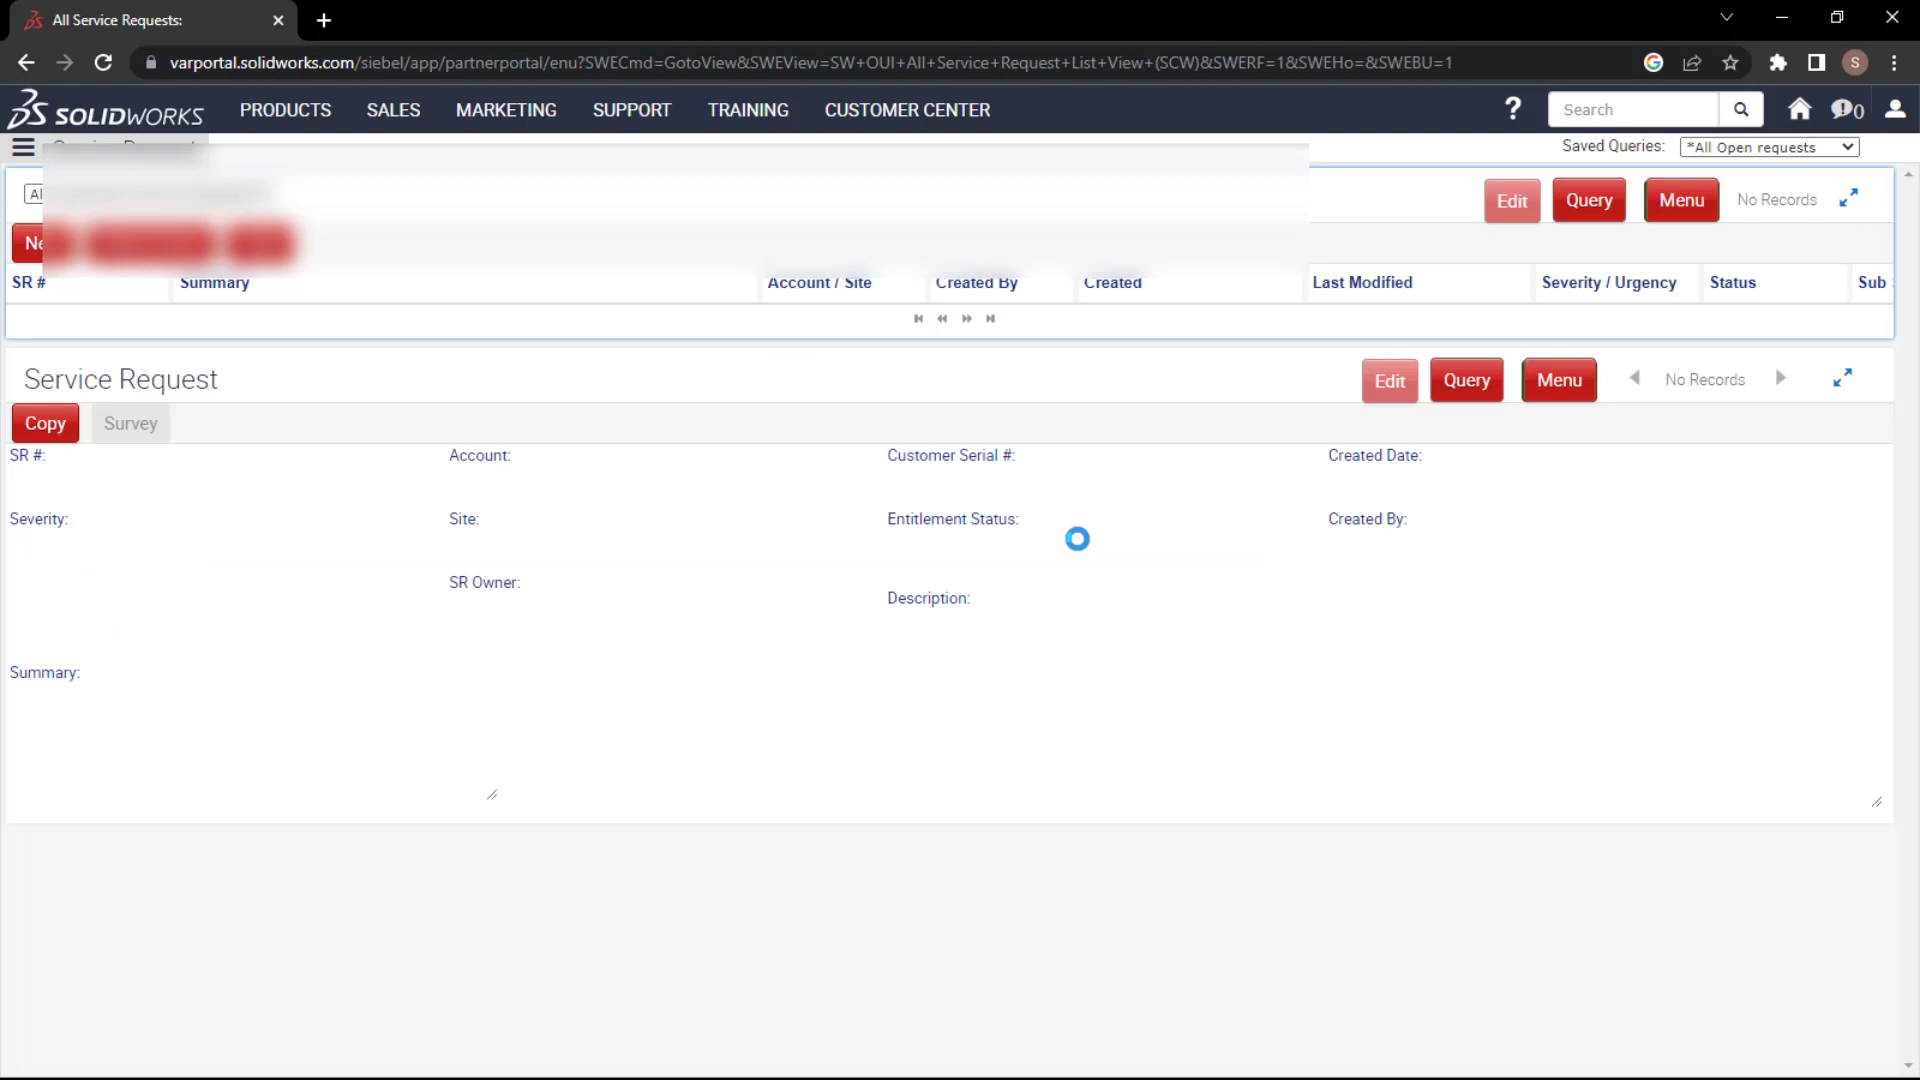 All Service Requests:
varportal.solidworks.com/siebel/app/partnerportal/enu?SWECmd=GotoView&SWEView=SW+OUI+All+Service+Request+List+View+(SCW)&SWERF=1&SWEHo=&SWEBU=1
S
SOLIDWORKS PRODUCTS SALES MARKETING SUPPORT TRAINING CUSTOMER CENTER ? Search 0
Saved Queries: *All Open requests
Edit Query Menu No Records
SR # Summary Account / Site Created By Created Last Modified Severity / Urgency Status Sub
Service Request Edit Query Menu No Records
Copy Survey
SR #: Account: Customer Serial #: Created Date:
Severity: Site: Entitlement Status: Created By:
SR Owner:
Description:
Summary: